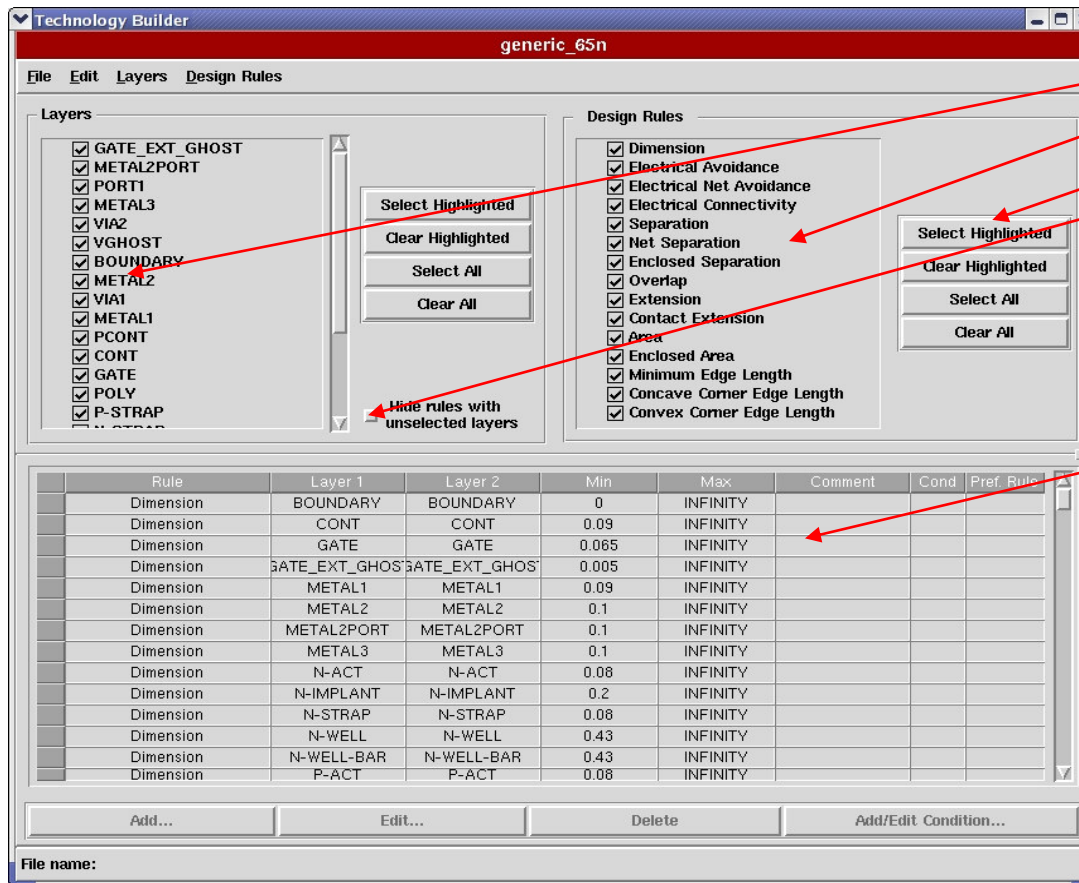 Technology Builder
generic_65n
File Edit Layers Design Rules
Layers
GATE_EXT_GHOST
METAL2PORT
PORT1
METAL3
VIA2
VGHOST
BOUNDARY
METAL2
VIA1
METAL1
PCONT
CONT
GATE
POLY
P-STRAP
Select Highlighted
Clear Highlighted
Select All
Clear All
Hide rules with
unselected layers
Design Rules
Dimension
Electrical Avoidance
Electrical Net Avoidance
Electrical Connectivity
Separation
Net Separation
Enclosed Separation
Overlap
Extension
Contact Extension
Area
Enclosed Area
Minimum Edge Length
Concave Corner Edge Length
Convex Corner Edge Length
Select Highlighted
Clear Highlighted
Select All
Clear All
Rule Layer 1 Layer 2 Min Max Comment Cond Pref. Rule
Dimension BOUNDARY BOUNDARY 0 INFINITY
Dimension CONT CONT 0.09 INFINITY
Dimension GATE GATE 0.065 INFINITY
Dimension GATE_EXT_GHOST GATE_EXT_GHOST 0.005 INFINITY
Dimension METAL1 METAL1 0.09 INFINITY
Dimension METAL2 METAL2 0.1 INFINITY
Dimension METAL2PORT METAL2PORT 0.1 INFINITY
Dimension METAL3 METAL3 0.1 INFINITY
Dimension N-ACT N-ACT 0.08 INFINITY
Dimension N-IMPLANT N-IMPLANT 0.2 INFINITY
Dimension N-STRAP N-STRAP 0.08 INFINITY
Dimension N-WELL N-WELL 0.43 INFINITY
Dimension N-WELL-BAR N-WELL-BAR 0.43 INFINITY
Dimension P-ACT P-ACT 0.08 INFINITY
Add... Edit... Delete Add/Edit Condition...
File name: